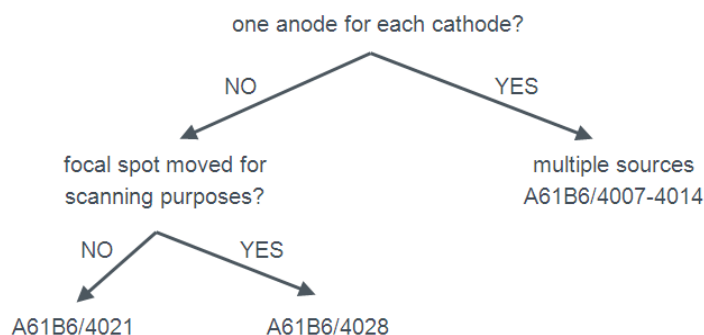 one anode for each cathode?
NO
YES
focal spot moved for
scanning purposes?
multiple sources
A61B6/4007-4014
NO
YES
A61B6/4021
A61B6/4028